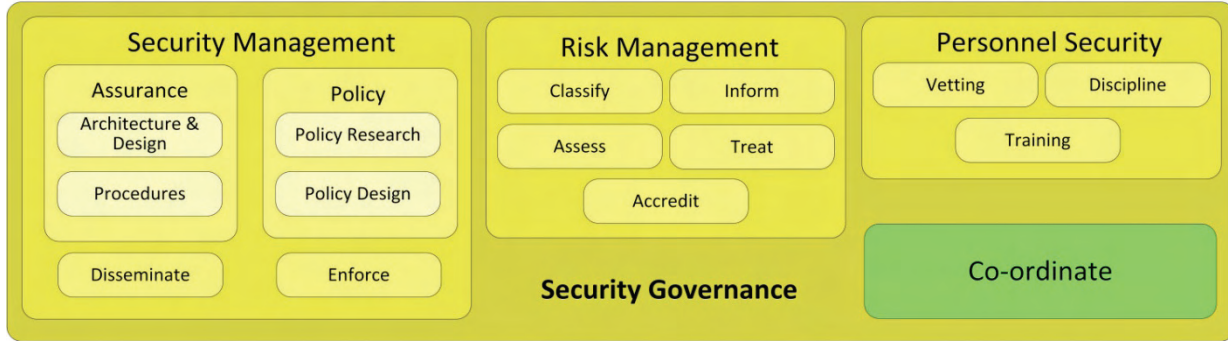 Security Management
Assurance
Architecture &
Design
Procedures
Policy
Policy Research
Policy Design
Disseminate
Enforce
Risk Management
Classify
Inform
Assess
Treat
Accredit
Personnel Security
Vetting
Discipline
Training
Security Governance
Co-ordinate